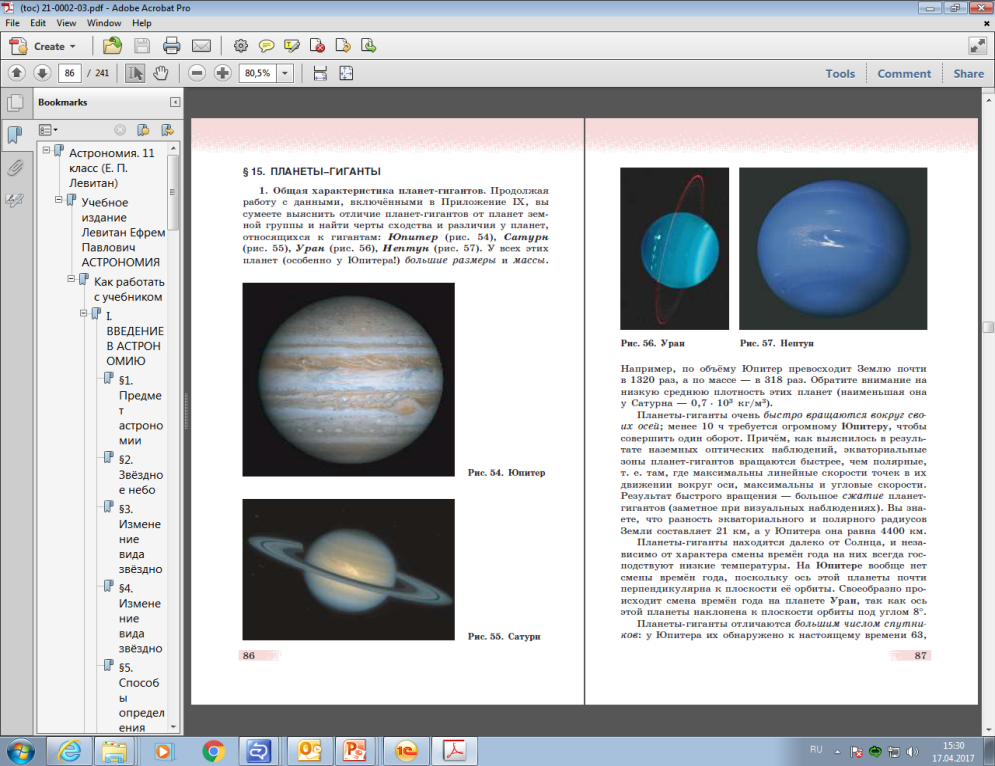 (toc) 21-0002-03.pdf - Adobe Acrobat Pro
File Edit View Window Help
Create
86 / 241
80,5%
Tools Comment Share
Bookmarks
Астрономия. 11
класс (Е. П.
Левитан)
Учебное
издание
Левитан Ефрем
Павлович
АСТРОНОМИЯ
Как работать
с учебником
I.
ВВЕДЕНИЕ
В АСТРОН
ОМИЮ
§1.
Предме
т
астроно
мии
§2.
Звёздно
е небо
§3.
Измене
ние
вида
звёздно
§4.
Измене
ние
вида
звёздно
§5.
Способ
ы
определ
ения
§ 15. ПЛАНЕТЫ–ГИГАНТЫ
1. Общая характеристика планет-гигантов. Продолжая
работу с данными, включёнными в Приложение IX, вы
сумеете выяснить отличие планет-гигантов от планет зем-
ной группы и найти черты сходства и различия у планет,
относящихся к гигантам: Юпитер (рис. 54), Сатурн
(рис. 55), Уран (рис. 56), Нептун (рис. 57). У всех этих
планет (особенно у Юпитера!) большие размеры и массы.
Рис. 54. Юпитер
Рис. 55. Сатурн
86
Рис. 56. Уран
Рис. 57. Нептун
Например, по объёму Юпитер превосходит Землю почти
в 1320 раз, а по массе — в 318 раз. Обратите внимание на
низкую среднюю плотность этих планет (наименьшая она
у Сатурна — 0,7 · 10³ кг/м³).
Планеты-гиганты очень быстро вращаются вокруг сво-
их осей; менее 10 ч требуется огромному Юпитеру, чтобы
совершить один оборот. Причём, как выяснилось в резуль-
тате наземных оптических наблюдений, экваториальные
зоны планет-гигантов вращаются быстрее, чем полярные,
т. е. там, где максимальны линейные скорости точек в их
движении вокруг оси, максимальны и угловые скорости.
Результат быстрого вращения — большое сжатие планет-
гигантов (заметное при визуальных наблюдениях). Вы зна-
ете, что разность экваториального и полярного радиусов
Земли составляет 21 км, а у Юпитера она равна 4400 км.
Планеты-гиганты находятся далеко от Солнца, и неза-
висимо от характера смены времён года на них всегда гос-
подствуют низкие температуры. На Юпитере вообще нет
смены времён года, поскольку ось этой планеты почти
перпендикулярна к плоскости её орбиты. Своеобразно про-
исходит смена времён года на планете Уран, так как ось
этой планеты наклонена к плоскости орбиты под углом 8°.
Планеты-гиганты отличаются большим числом спутни-
ков: у Юпитера их обнаружено к настоящему времени 63,
87
RU
15:30
17.04.2017